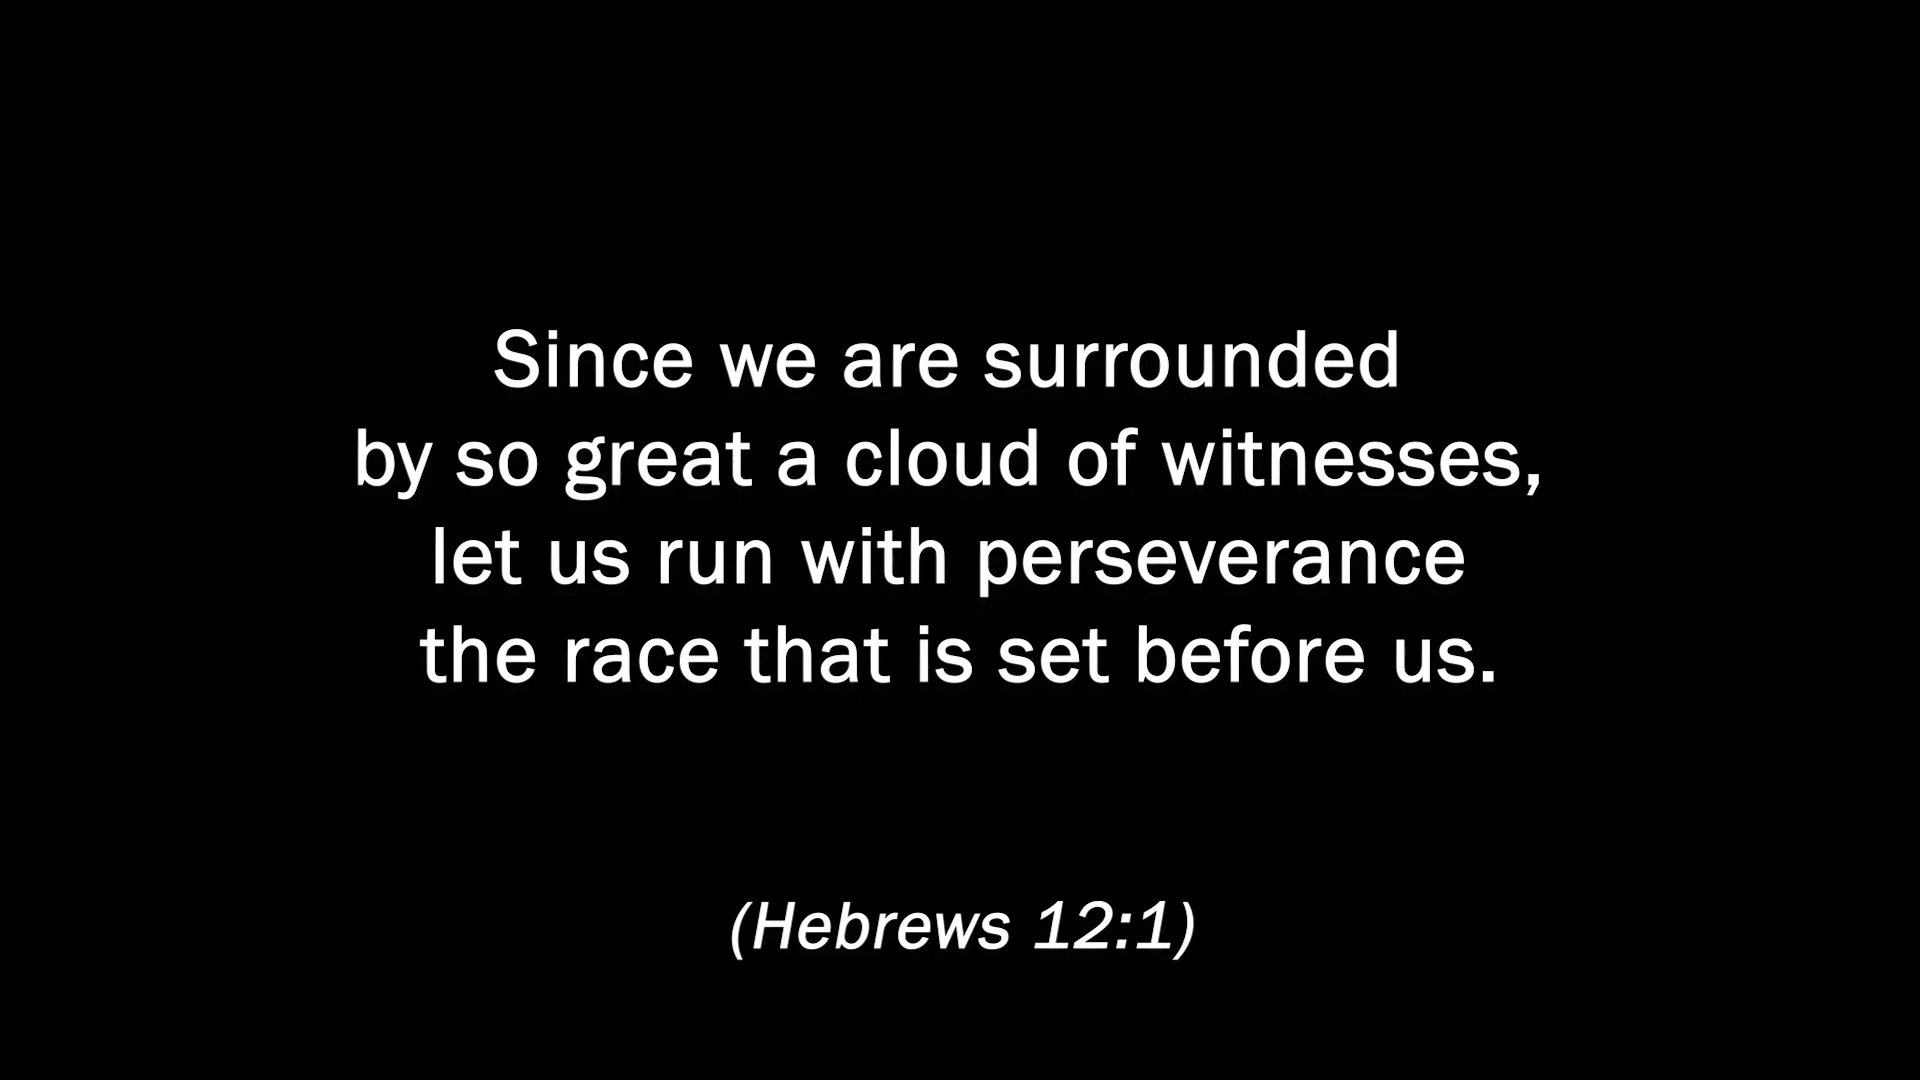 Since we are surrounded
by so great a cloud of witnesses,
let us run with perseverance
the race that is set before us.
(Hebrews 12:1)